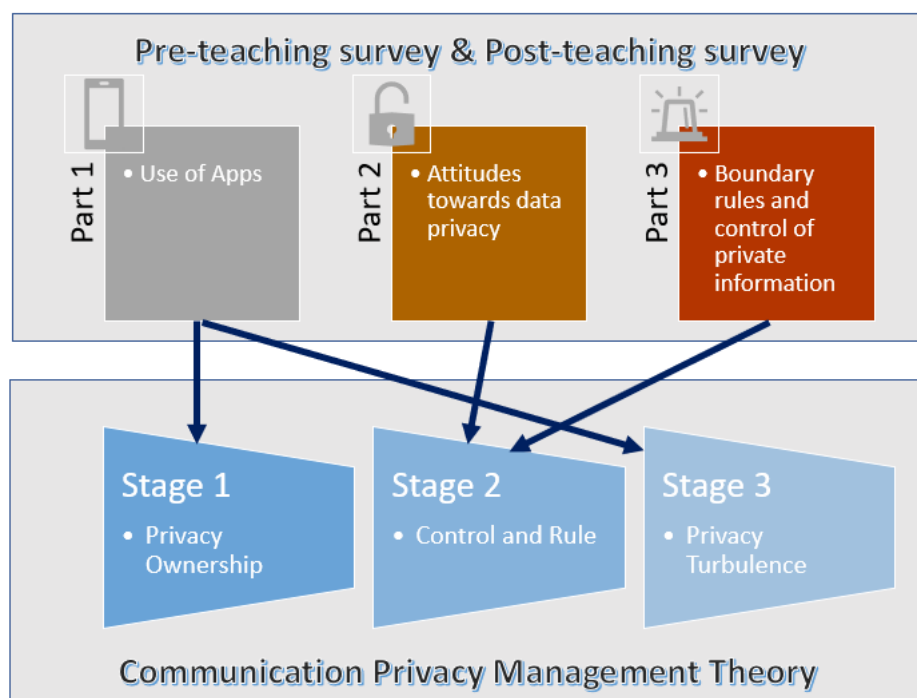 Pre-teaching survey & Post-teaching survey
Part 1
• Use of Apps
Part 2
• Attitudes
towards data
privacy
Part 3
• Boundary
rules and
control of
private
information
Stage 1
• Privacy
Ownership
Stage 2
• Control and Rule
Stage 3
• Privacy
Turbulence
Communication Privacy Management Theory